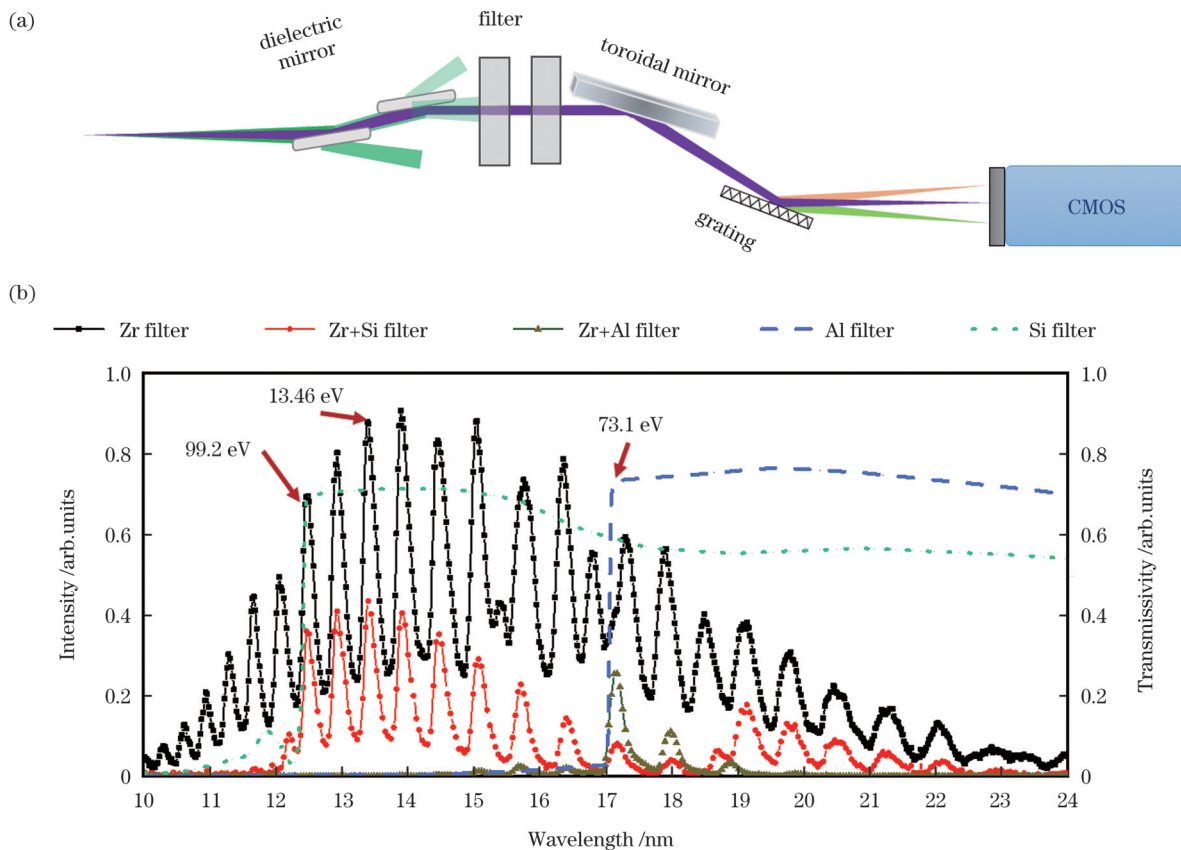 (a)
dielectric
mirror
filter
toroidal mirror
grating
CMOS
(b)
Zr filter
Zr+Si filter
Zr+Al filter
Al filter
Si filter
1.0
0.8
0.6
0.4
0.2
0
Intensity /arb.units
13.46 eV
99.2 eV
73.1 eV
1.0
0.8
0.6
0.4
0.2
0
Transmissivity /arb.units
10 11 12 13 14 15 16 17 18 19 20 21 22 23 24
Wavelength /nm